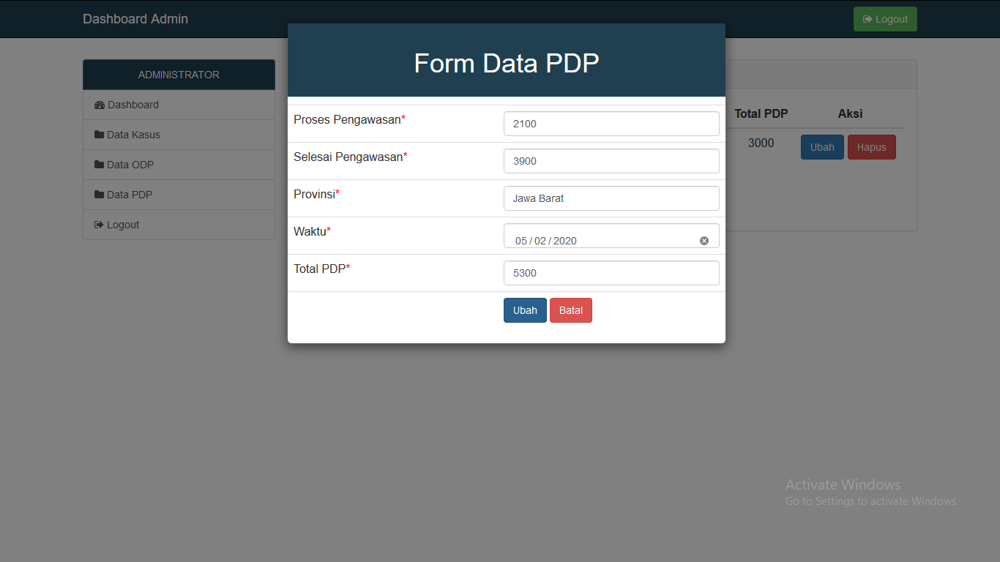 Dashboard Admin
Logout
ADMINISTRATOR
Dashboard
Data Kasus
Data ODP
Data PDP
Logout
Form Data PDP
Proses Pengawasan*
2100
Selesai Pengawasan*
3900
Provinsi*
Jawa Barat
Waktu*
05 / 02 / 2020
Total PDP*
5300
Ubah Batal
Total PDP Aksi
3000 Ubah Hapus
Activate Windows
Go to Settings to activate Windows.